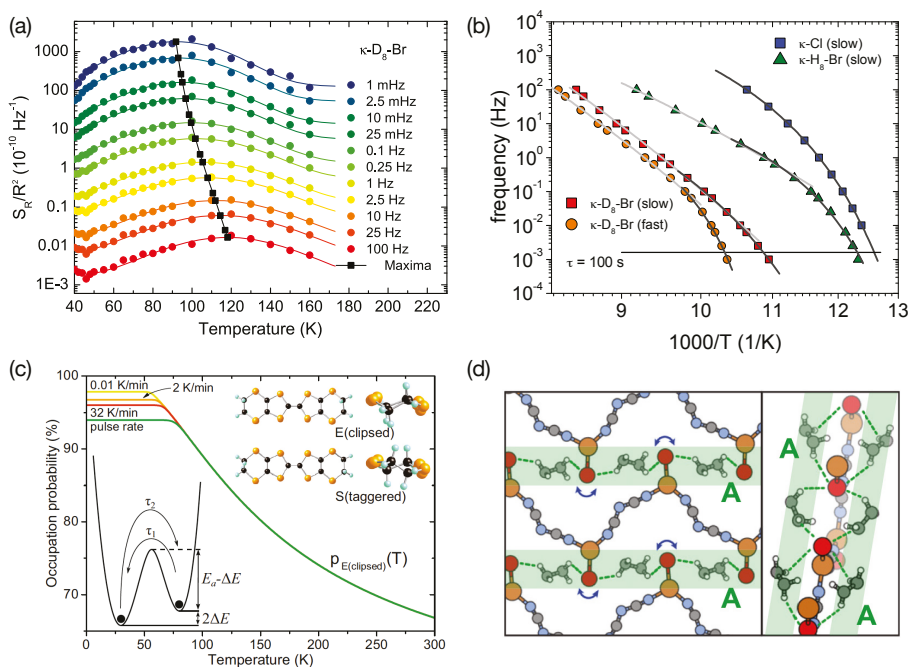 (a)
κ-D₈-Br
S_R/R² (10⁻¹⁰ Hz⁻¹)
1000
100
10
1
0.1
0.01
1E-3
1 mHz
2.5 mHz
10 mHz
25 mHz
0.1 Hz
0.25 Hz
1 Hz
2.5 Hz
10 Hz
25 Hz
100 Hz
Maxima
40 60 80 100 120 140 160 180 200 220
Temperature (K)
(b)
frequency (Hz)
10⁴
10³
10²
10¹
10⁰
10⁻¹
10⁻²
10⁻³
10⁻⁴
κ-Cl (slow)
κ-H₈-Br (slow)
κ-D₈-Br (slow)
κ-D₈-Br (fast)
τ = 100 s
9 10 11 12
1000/T (1/K)
(c)
Occupation probability (%)
100
95
90
85
80
75
70
65
0.01 K/min
2 K/min
32 K/min
pulse rate
E(clipsed)
S(taggered)
τ₂
τ₁
E_a-ΔE
2ΔE
p_E(clipsed)(T)
0 50 100 150 200 250 300
Temperature (K)
(d)
A
A
A
A